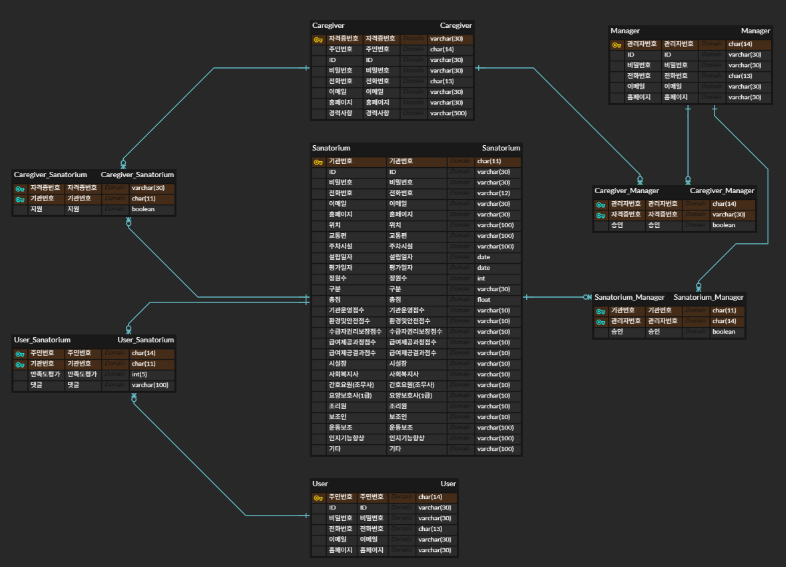 Caregiver Caregiver
자격증번호 자격증번호 Domain varchar(30)
주민번호 주민번호 Domain char(14)
ID ID Domain varchar(30)
비밀번호 비밀번호 Domain varchar(30)
전화번호 전화번호 Domain char(13)
이메일 이메일 Domain varchar(30)
홈페이지 홈페이지 Domain varchar(30)
경력사항 경력사항 Domain varchar(500)
Manager Manager
관리자번호 관리자번호 Domain char(14)
ID ID Domain varchar(30)
비밀번호 비밀번호 Domain varchar(30)
전화번호 전화번호 Domain char(13)
이메일 이메일 Domain varchar(30)
홈페이지 홈페이지 Domain varchar(30)
Sanatorium Sanatorium
기관번호 기관번호 Domain char(11)
ID ID Domain varchar(30)
비밀번호 비밀번호 Domain varchar(30)
전화번호 전화번호 Domain varchar(12)
이메일 이메일 Domain varchar(30)
홈페이지 홈페이지 Domain varchar(30)
위치 위치 Domain varchar(100)
교통편 교통편 Domain varchar(100)
주차시설 주차시설 Domain varchar(100)
설립일자 설립일자 Domain date
평가일자 평가일자 Domain date
정원수 정원수 Domain int
구분 구분 Domain varchar(30)
총점 총점 Domain float
기관운영점수 기관운영점수 Domain varchar(10)
환경및안전점수 환경및안전점수 Domain varchar(10)
수급자권리보장점수 수급자권리보장점수 Domain varchar(10)
급여제공과정점수 급여제공과정점수 Domain varchar(10)
급여제공결과점수 급여제공결과점수 Domain varchar(10)
시설장 시설장 Domain varchar(10)
사회복지사 사회복지사 Domain varchar(10)
간호요원(조무사) 간호요원(조무사) Domain varchar(10)
요양보호사(1급) 요양보호사(1급) Domain varchar(10)
조리원 조리원 Domain varchar(10)
보조인 보조인 Domain varchar(10)
운동보조 운동보조 Domain varchar(100)
인지기능향상 인지기능향상 Domain varchar(100)
기타 기타 Domain varchar(100)
Caregiver_Sanatorium Caregiver_Sanatorium
자격증번호 자격증번호 Domain varchar(30)
기관번호 기관번호 Domain char(11)
지원 지원 Domain boolean
Caregiver_Manager Caregiver_Manager
관리자번호 관리자번호 Domain char(14)
자격증번호 자격증번호 Domain varchar(30)
승인 승인 Domain boolean
Sanatorium_Manager Sanatorium_Manager
기관번호 기관번호 Domain char(11)
관리자번호 관리자번호 Domain char(14)
승인 승인 Domain boolean
User_Sanatorium User_Sanatorium
주민번호 주민번호 Domain char(14)
기관번호 기관번호 Domain char(11)
만족도평가 만족도평가 Domain int(5)
댓글 댓글 Domain varchar(100)
User User
주민번호 주민번호 Domain char(14)
ID ID Domain varchar(30)
비밀번호 비밀번호 Domain varchar(30)
전화번호 전화번호 Domain char(13)
이메일 이메일 Domain varchar(30)
홈페이지 홈페이지 Domain varchar(30)